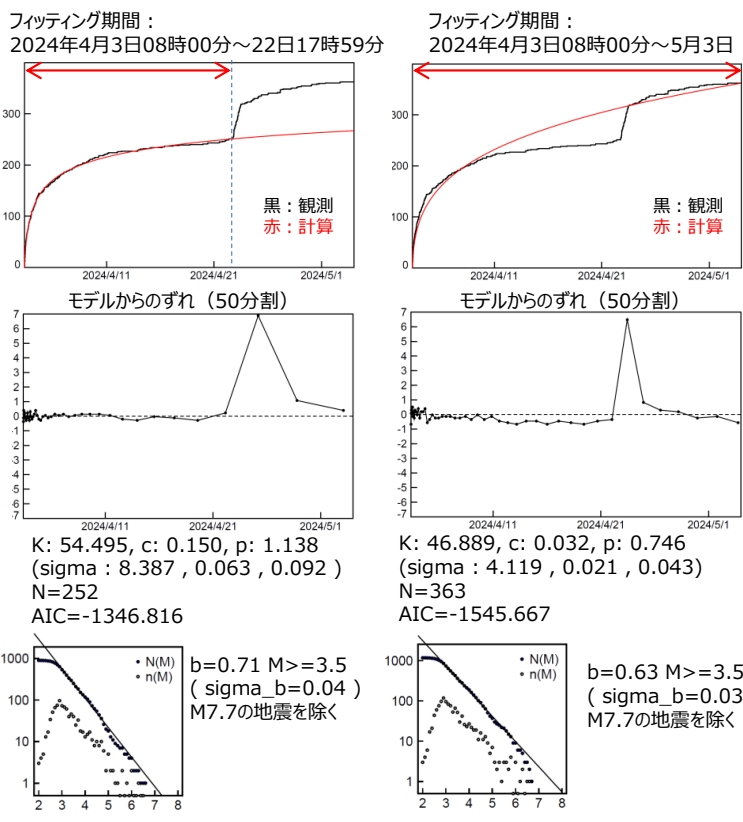 フィッティング期間：
2024年4月3日08時00分～22日17時59分
300
200
100
0
黒：観測
赤：計算
2024/4/11
2024/4/21
2024/5/1
モデルからのずれ（50分割）
7
6
5
4
3
2
1
0
-1
-2
-3
-4
-5
-6
-7
2024/4/11
2024/4/21
2024/5/1
K: 54.495, c: 0.150, p: 1.138
(sigma : 8.387 , 0.063 , 0.092 )
N=252
AIC=-1346.816
1000
100
10
1
N(M)
n(M)
2 3 4 5 6 7 8
b=0.71 M>=3.5
( sigma_b=0.04 )
M7.7の地震を除く
フィッティング期間：
2024年4月3日08時00分～5月3日
300
200
100
0
黒：観測
赤：計算
2024/4/11
2024/4/21
2024/5/1
モデルからのずれ（50分割）
7
6
5
4
3
2
1
0
-1
-2
-3
-4
-5
-6
-7
2024/4/11
2024/4/21
2024/5/1
K: 46.889, c: 0.032, p: 0.746
(sigma : 4.119 , 0.021 , 0.043)
N=363
AIC=-1545.667
1000
100
10
1
N(M)
n(M)
2 3 4 5 6 7 8
b=0.63 M>=3.5
( sigma_b=0.03
M7.7の地震を除く